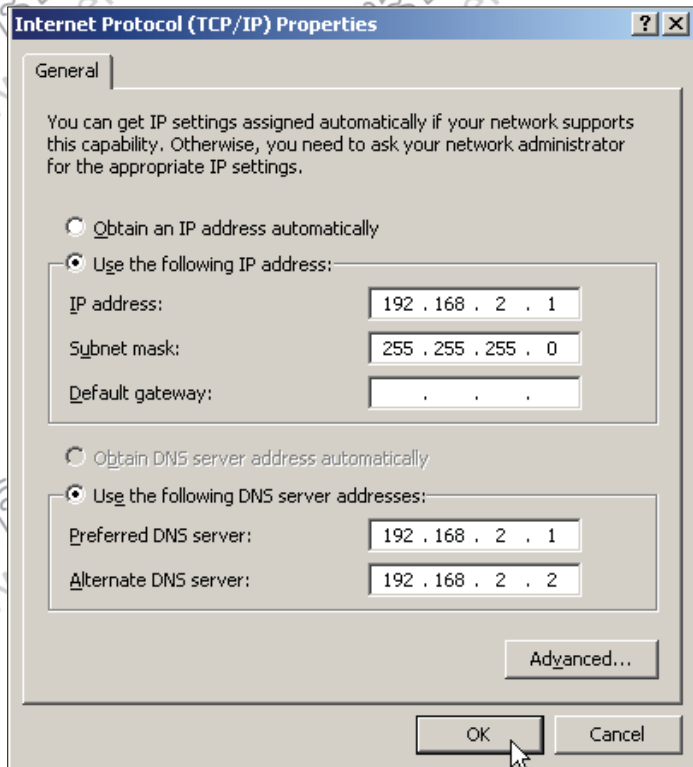 Internet Protocol (TCP/IP) Properties
General
You can get IP settings assigned automatically if your network supports
this capability. Otherwise, you need to ask your network administrator
for the appropriate IP settings.
Obtain an IP address automatically
Use the following IP address:
IP address: 192 . 168 . 2 . 1
Subnet mask: 255 . 255 . 255 . 0
Default gateway: . . .
Obtain DNS server address automatically
Use the following DNS server addresses:
Preferred DNS server: 192 . 168 . 2 . 1
Alternate DNS server: 192 . 168 . 2 . 2
Advanced...
OK Cancel